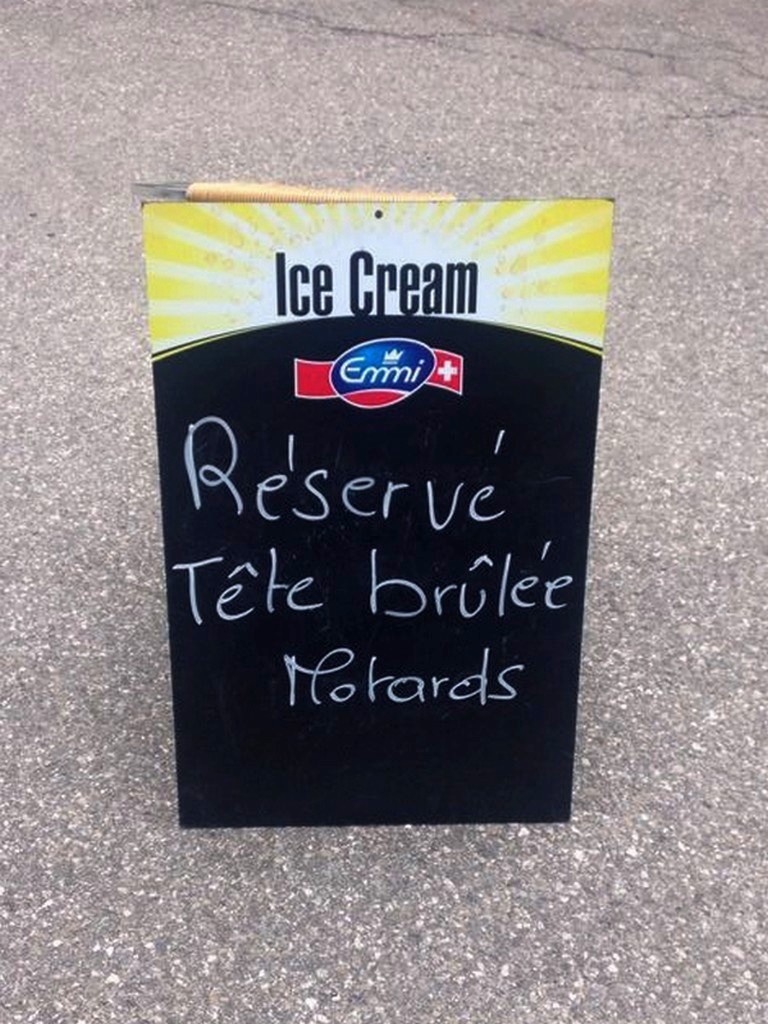 Ice Cream
Emmi
Réservé
Tête brûlée
Motards